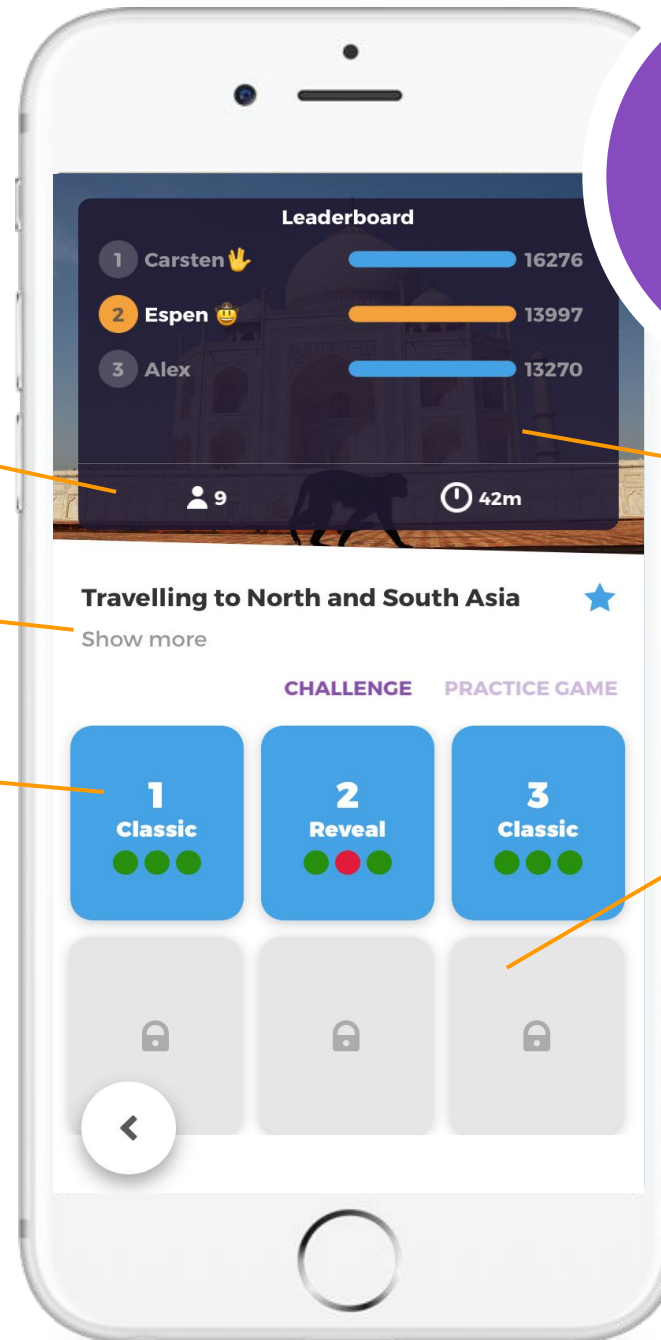 Leaderboard
1 Carsten🖖 16276
2 Espen 🤠 13997
3 Alex 13270
9 42m
Travelling to North and South Asia
Show more
CHALLENGE PRACTICE GAME
1 2 3
Classic Reveal Classic